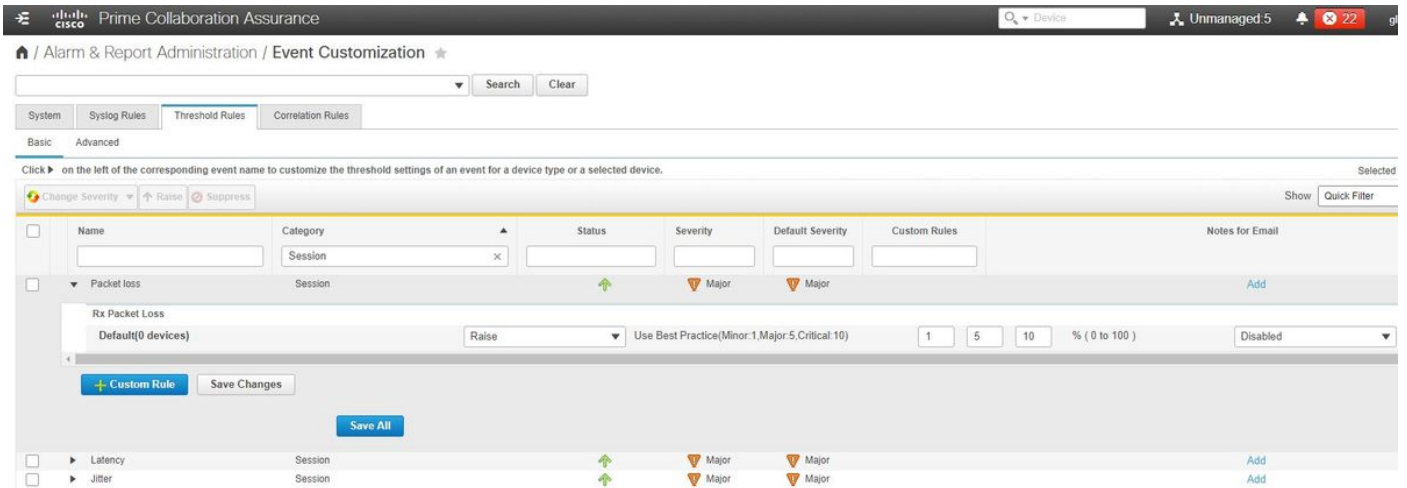 cisco Prime Collaboration Assurance Device Unmanaged:5 22
/ Alarm & Report Administration / Event Customization
Search Clear
System Syslog Rules Threshold Rules Correlation Rules
Basic Advanced
Click on the left of the corresponding event name to customize the threshold settings of an event for a device type or a selected device. Selected
Change Severity Raise Suppress Show Quick Filter
Name Category Status Severity Default Severity Custom Rules Notes for Email
Session
Packet loss Session Major Major Add
Rx Packet Loss
Default(0 devices) Raise Use Best Practice(Minor:1,Major:5,Critical:10) 1 5 10 % ( 0 to 100 ) Disabled
+ Custom Rule Save Changes
Save All
Latency Session Major Major Add
Jitter Session Major Major Add